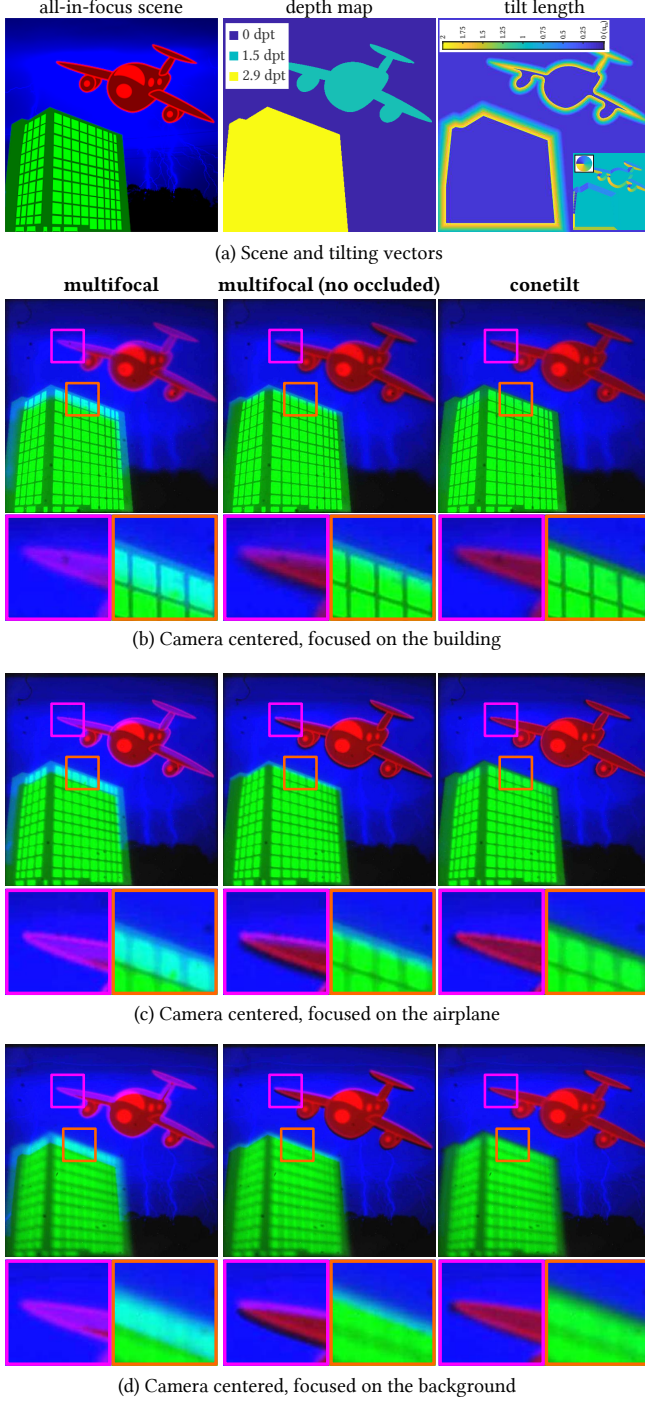 all-in-focus scene depth map tilt length
0 dpt
1.5 dpt
2.9 dpt
2 1.75 1.5 1.25 1 0.75 0.5 0.25 0
(a) Scene and tilting vectors
multifocal multifocal (no occluded) conetilt
(b) Camera centered, focused on the building
(c) Camera centered, focused on the airplane
(d) Camera centered, focused on the background